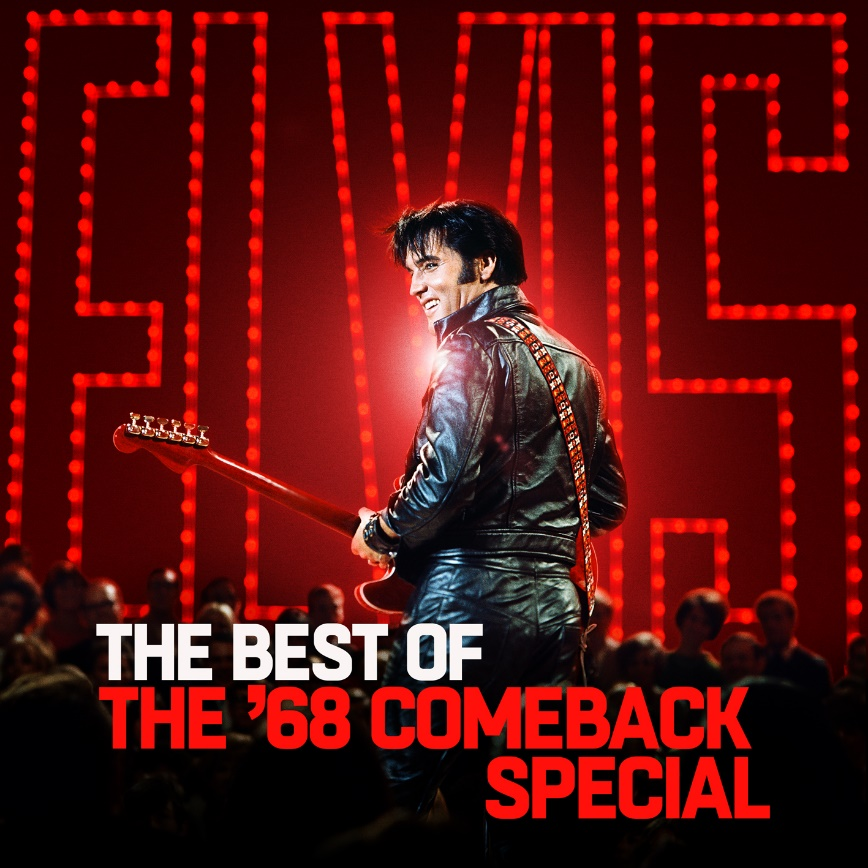 ELVIS
THE BEST OF
THE ’68 COMEBACK
SPECIAL